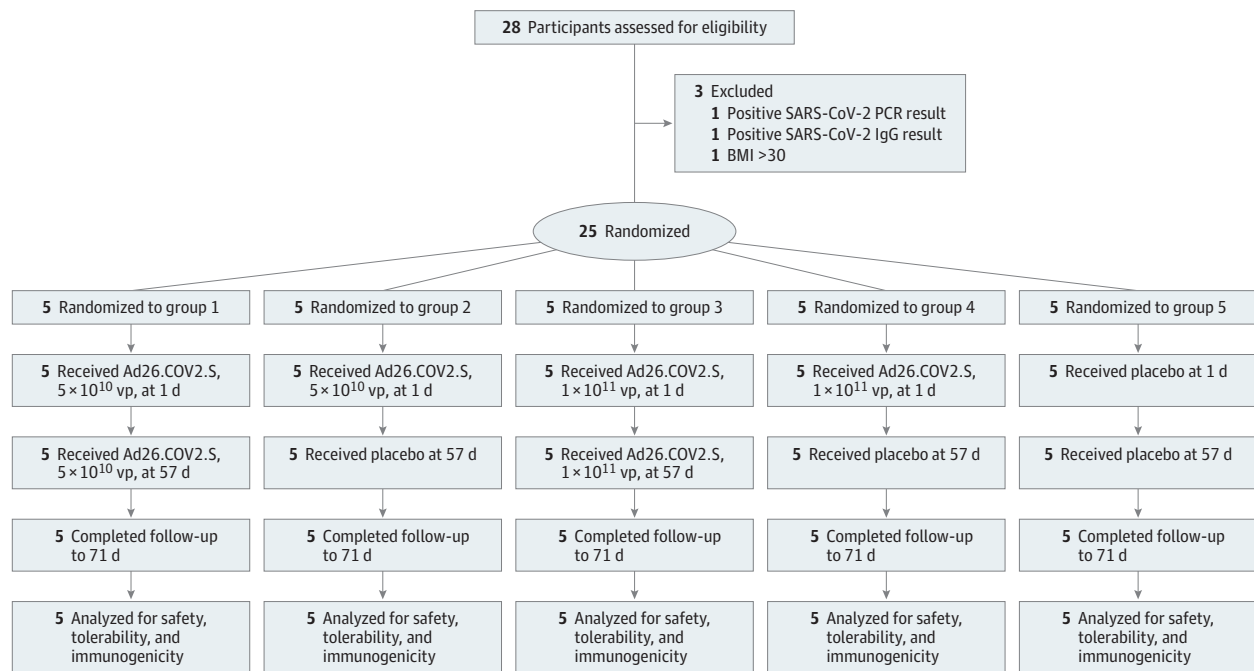 28 Participants assessed for eligibility
3 Excluded
1 Positive SARS-CoV-2 PCR result
1 Positive SARS-CoV-2 IgG result
1 BMI >30
25 Randomized
5 Randomized to group 1
5 Randomized to group 2
5 Randomized to group 3
5 Randomized to group 4
5 Randomized to group 5
5 Received Ad26.COV2.S,
5 × 10¹⁰ vp, at 1 d
5 Received Ad26.COV2.S,
5 × 10¹⁰ vp, at 1 d
5 Received Ad26.COV2.S,
1 × 10¹¹ vp, at 1 d
5 Received Ad26.COV2.S,
1 × 10¹¹ vp, at 1 d
5 Received placebo at 1 d
5 Received Ad26.COV2.S,
5 × 10¹⁰ vp, at 57 d
5 Received placebo at 57 d
5 Received Ad26.COV2.S,
1 × 10¹¹ vp, at 57 d
5 Received placebo at 57 d
5 Received placebo at 57 d
5 Completed follow-up
to 71 d
5 Completed follow-up
to 71 d
5 Completed follow-up
to 71 d
5 Completed follow-up
to 71 d
5 Completed follow-up
to 71 d
5 Analyzed for safety,
tolerability, and
immunogenicity
5 Analyzed for safety,
tolerability, and
immunogenicity
5 Analyzed for safety,
tolerability, and
immunogenicity
5 Analyzed for safety,
tolerability, and
immunogenicity
5 Analyzed for safety,
tolerability, and
immunogenicity